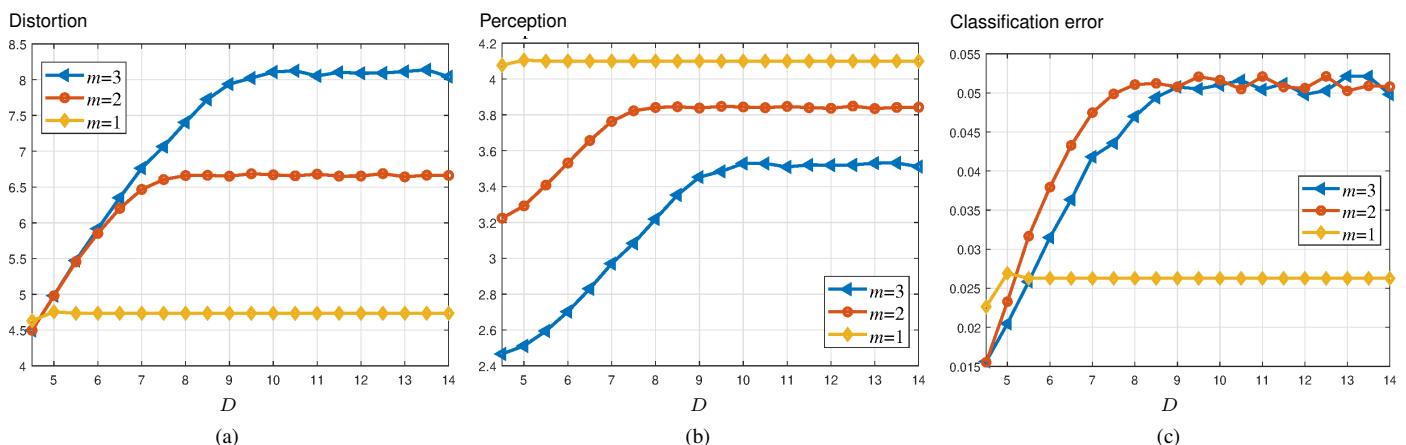 Distortion
8.5
8
7.5
7
6.5
6
5.5
5
4.5
4
m=3
m=2
m=1
5 6 7 8 9 10 11 12 13 14
D
(a)
Perception
4.2
4
3.8
3.6
3.4
3.2
3
2.8
2.6
2.4
m=3
m=2
m=1
5 6 7 8 9 10 11 12 13 14
D
(b)
Classification error
0.055
0.05
0.045
0.04
0.035
0.03
0.025
0.02
0.015
m=3
m=2
m=1
5 6 7 8 9 10 11 12 13 14
D
(c)